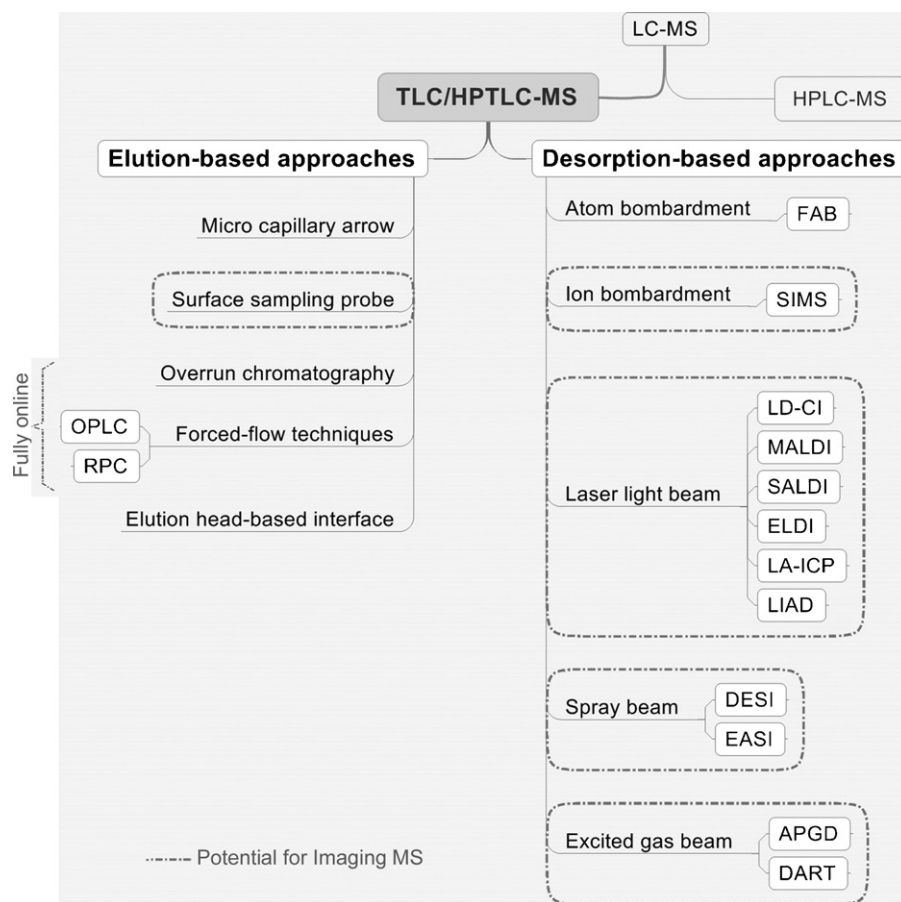 LC-MS
TLC/HPTLC-MS
HPLC-MS
Elution-based approaches
Micro capillary arrow
Surface sampling probe
Overrun chromatography
Fully online
OPLC
RPC
Forced-flow techniques
Elution head-based interface
Desorption-based approaches
Atom bombardment
FAB
Ion bombardment
SIMS
Laser light beam
LD-CI
MALDI
SALDI
ELDI
LA-ICP
LIAD
Spray beam
DESI
EASI
Excited gas beam
APGD
DART
Potential for Imaging MS